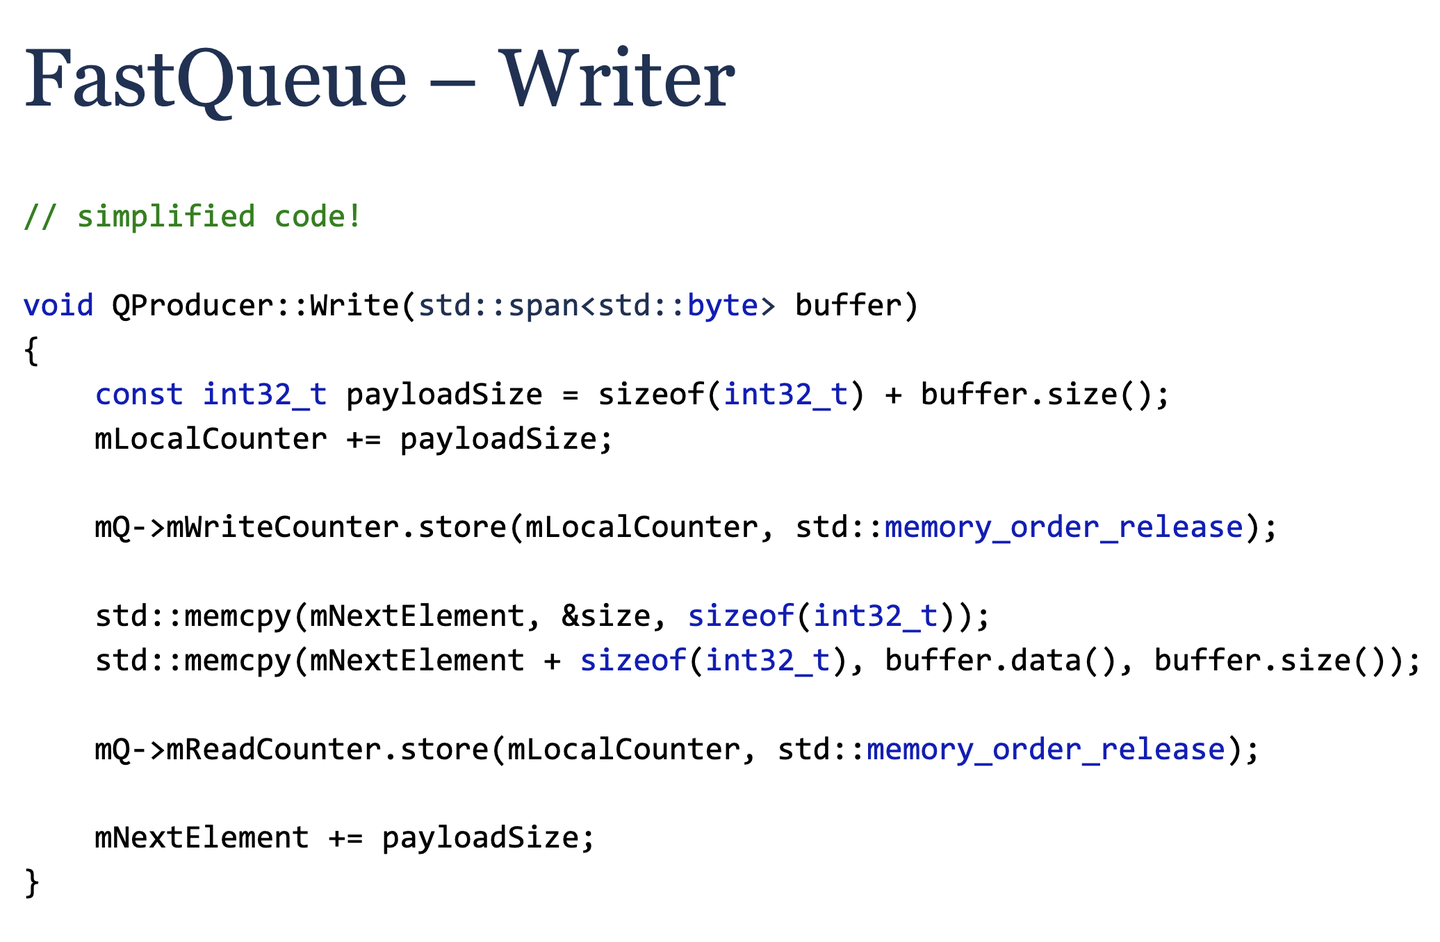 FastQueue – Writer
// simplified code!
void QProducer::Write(std::span<std::byte> buffer)
{
    const int32_t payloadSize = sizeof(int32_t) + buffer.size();
    mLocalCounter += payloadSize;
    mQ->mWriteCounter.store(mLocalCounter, std::memory_order_release);
    std::memcpy(mNextElement, &size, sizeof(int32_t));
    std::memcpy(mNextElement + sizeof(int32_t), buffer.data(), buffer.size());
    mQ->mReadCounter.store(mLocalCounter, std::memory_order_release);
    mNextElement += payloadSize;
}